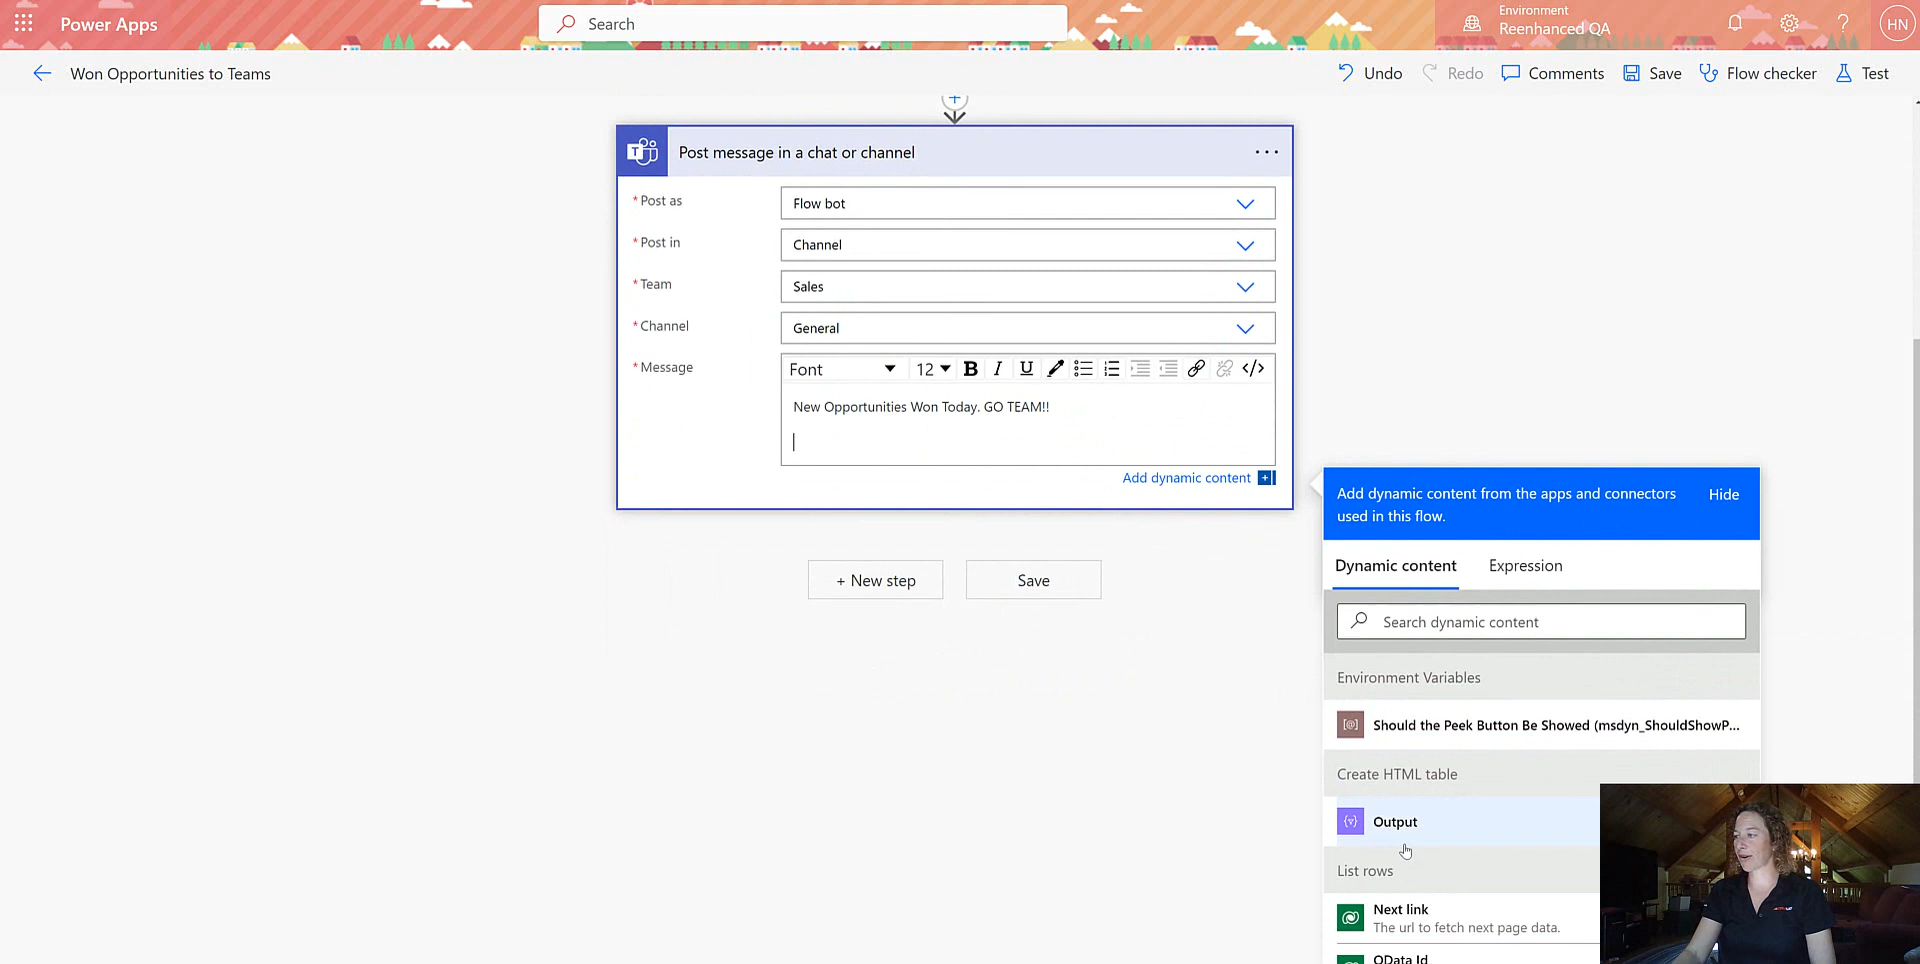 Power Apps
Search
Environment
Reenhanced QA
HN
Won Opportunities to Teams
Undo
Redo
Comments
Save
Flow checker
Test
Post message in a chat or channel
* Post as
Flow bot
* Post in
Channel
* Team
Sales
* Channel
General
* Message
Font
12
B
I
U
New Opportunities Won Today. GO TEAM!!
Add dynamic content
+ New step
Save
Add dynamic content from the apps and connectors
used in this flow.
Hide
Dynamic content
Expression
Search dynamic content
Environment Variables
Should the Peek Button Be Showed (msdyn_ShouldShowP...
Create HTML table
Output
List rows
Next link
The url to fetch next page data.
OData Id